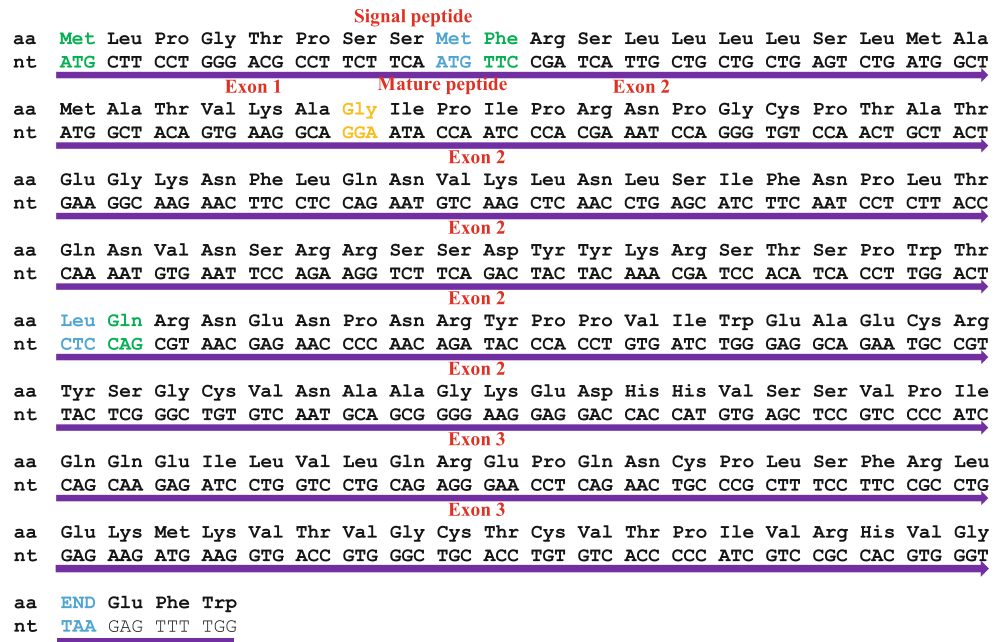 Signal peptide
aa Met Leu Pro Gly Thr Pro Ser Ser Met Phe Arg Ser Leu Leu Leu Leu Ser Leu Met Ala
nt ATG CTT CCT GGG ACG CCT TCT TCA ATG TTC CGA TCA TTG CTG CTG CTG AGT CTG ATG GCT
Exon 1 Mature peptide Exon 2
aa Met Ala Thr Val Lys Ala Gly Ile Pro Ile Pro Arg Asn Pro Gly Cys Pro Thr Ala Thr
nt ATG GCT ACA GTG AAG GCA GGA ATA CCA ATC CCA CGA AAT CCA GGG TGT CCA ACT GCT ACT
Exon 2
aa Glu Gly Lys Asn Phe Leu Gln Asn Val Lys Leu Asn Leu Ser Ile Phe Asn Pro Leu Thr
nt GAA GGC AAG AAC TTC CTC CAG AAT GTC AAG CTC AAC CTG AGC ATC TTC AAT CCT CTT ACC
Exon 2
aa Gln Asn Val Asn Ser Arg Arg Ser Ser Asp Tyr Tyr Lys Arg Ser Thr Ser Pro Trp Thr
nt CAA AAT GTG AAT TCC AGA AGG TCT TCA GAC TAC TAC AAA CGA TCC ACA TCA CCT TGG ACT
Exon 2
aa Leu Gln Arg Asn Glu Asn Pro Asn Arg Tyr Pro Pro Val Ile Trp Glu Ala Glu Cys Arg
nt CTC CAG CGT AAC GAG AAC CCC AAC AGA TAC CCA CCT GTG ATC TGG GAG GCA GAA TGC CGT
Exon 2
aa Tyr Ser Gly Cys Val Asn Ala Ala Gly Lys Glu Asp His His Val Ser Ser Val Pro Ile
nt TAC TCG GGC TGT GTC AAT GCA GCG GGG AAG GAG GAC CAC CAT GTG AGC TCC GTC CCC ATC
Exon 3
aa Gln Gln Glu Ile Leu Val Leu Gln Arg Glu Pro Gln Asn Cys Pro Leu Ser Phe Arg Leu
nt CAG CAA GAG ATC CTG GTC CTG CAG AGG GAA CCT CAG AAC TGC CCG CTT TCC TTC CGC CTG
Exon 3
aa Glu Lys Met Lys Val Thr Val Gly Cys Thr Cys Val Thr Pro Ile Val Arg His Val Gly
nt GAG AAG ATG AAG GTG ACC GTG GGC TGC ACC TGT GTC ACC CCC ATC GTC CGC CAC GTG GGT
aa END Glu Phe Trp
nt TAA GAG TTT TGG